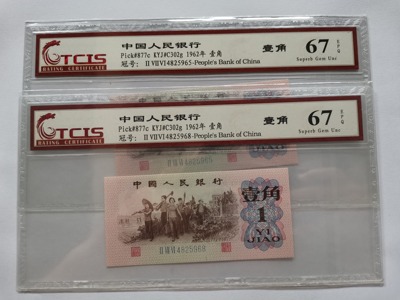 TCIS
RATING CERTIFICATE
中国人民银行
Pick#877c KYJ#C302g 1962年 壹角
冠号: II VII VI 4825965-People's Bank of China
壹角
67 EPQ
Superb Gem Unc
TCIS
RATING CERTIFICATE
中国人民银行
Pick#877c KYJ#C302g 1962年 壹角
冠号: II VII VI 4825968-People's Bank of China
壹角
67 EPQ
Superb Gem Unc
中国人民银行
壹角
1
YI
JIAO